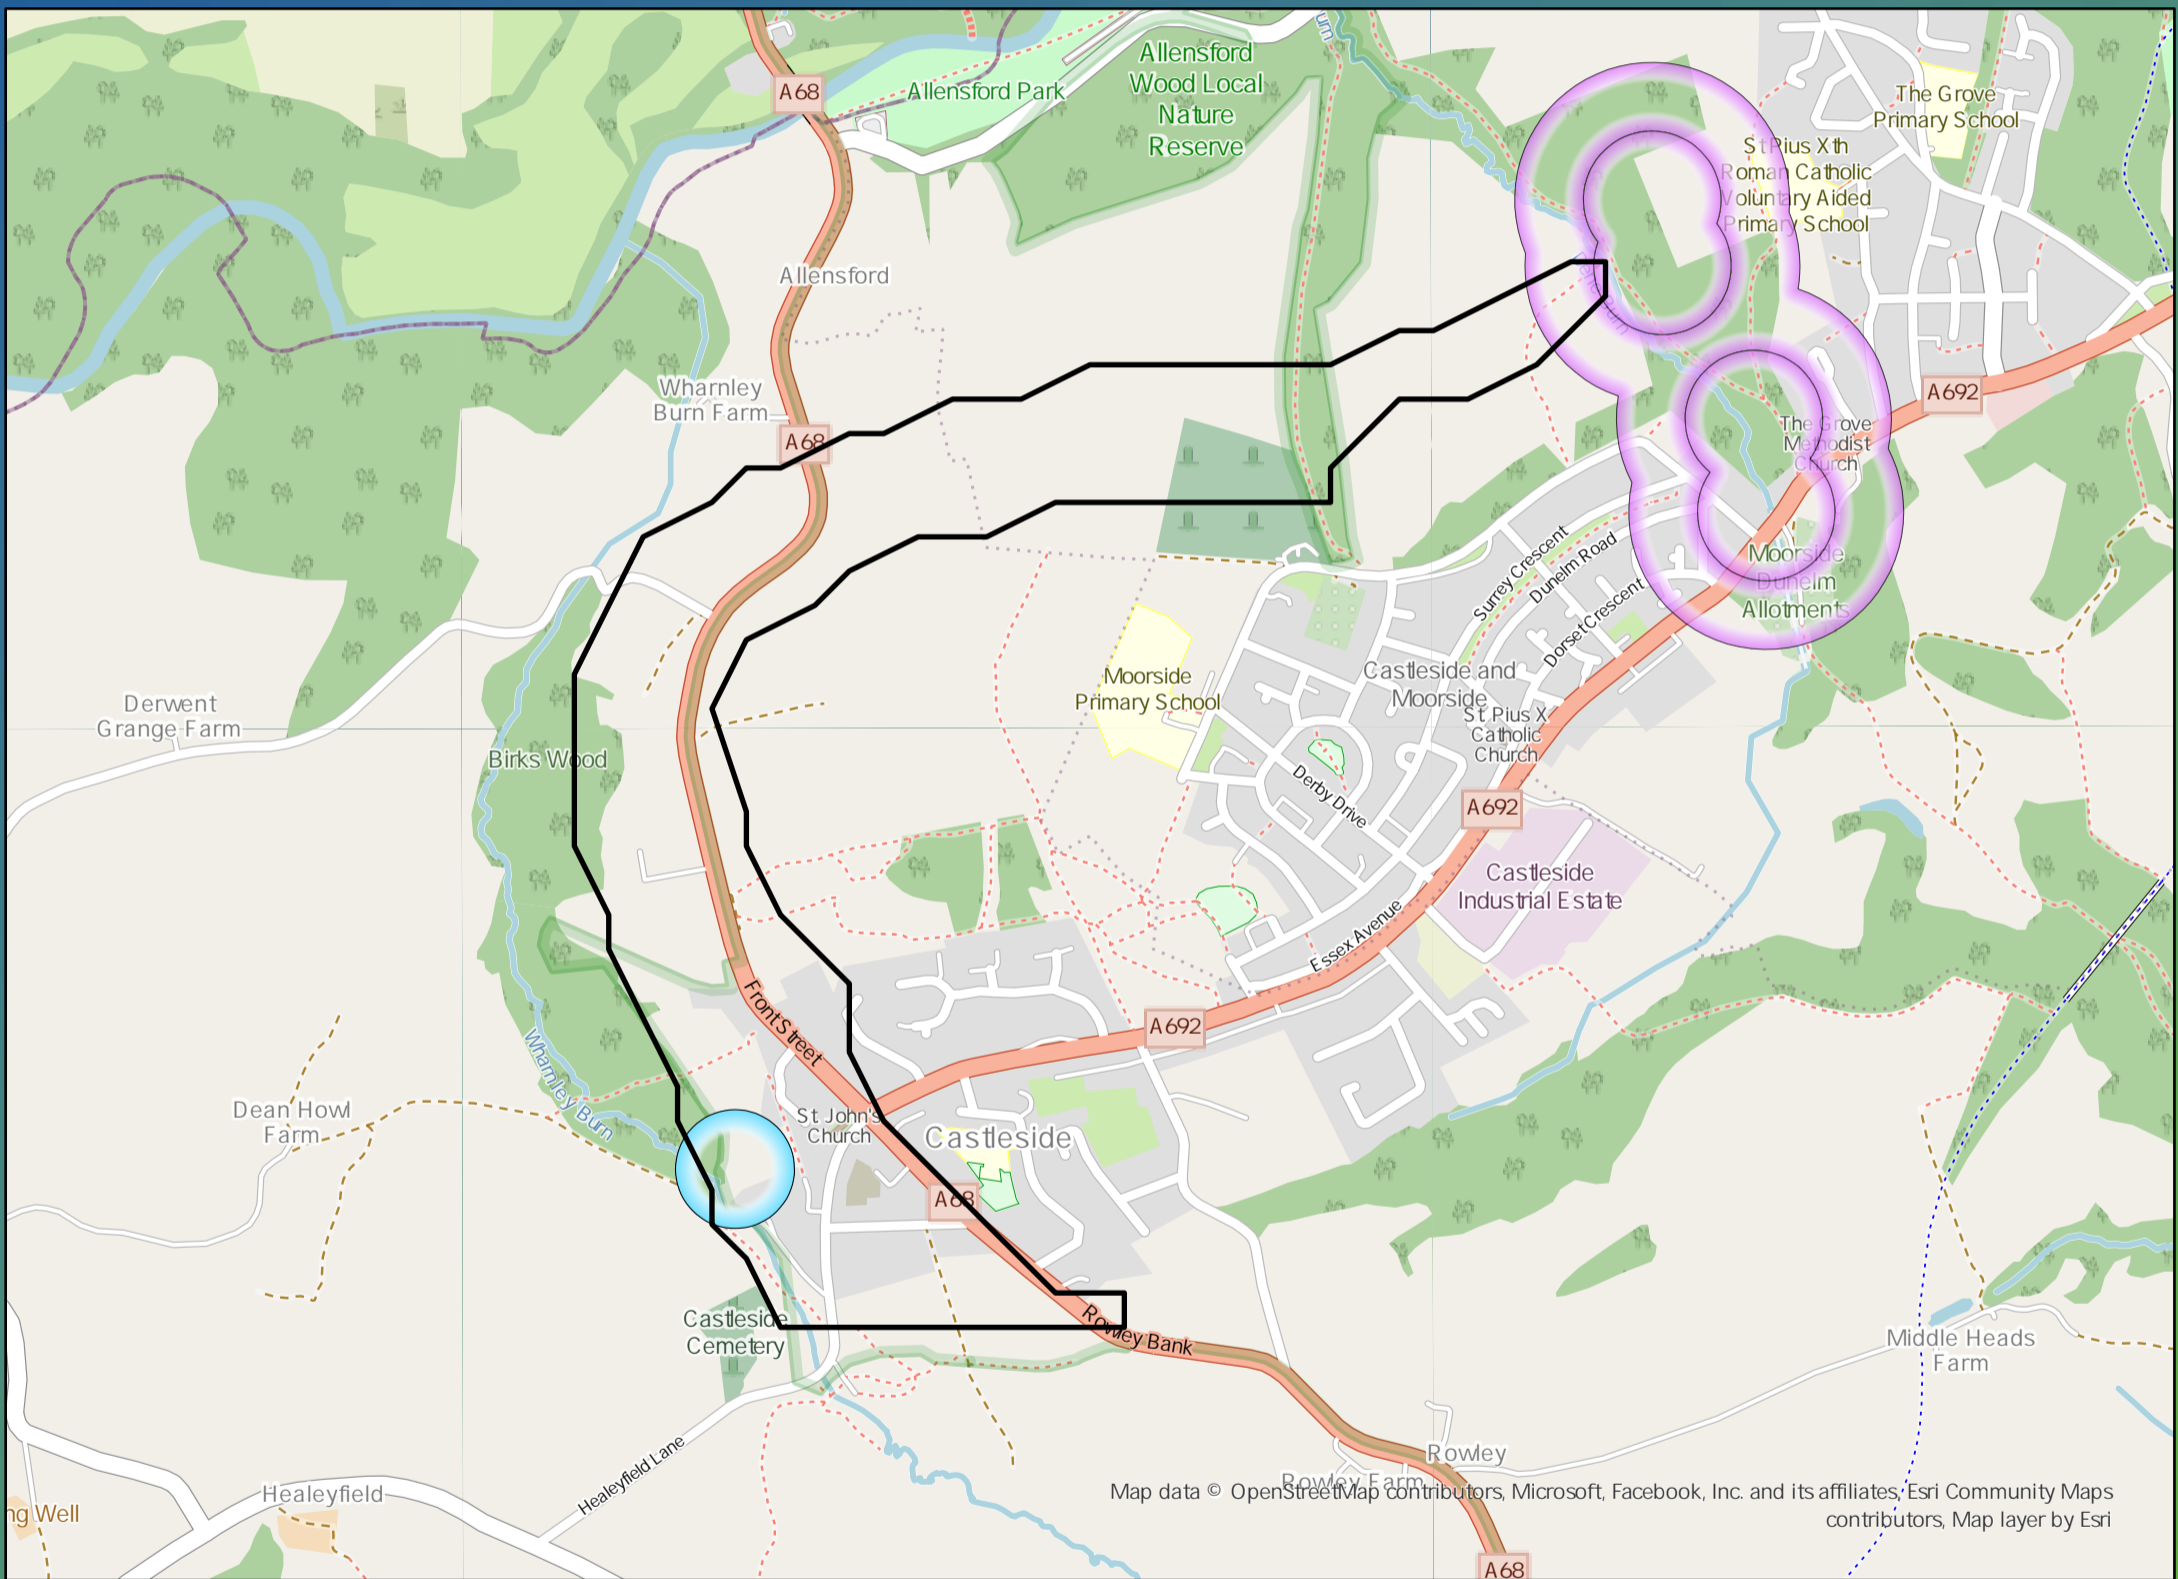 Allensford
Wood Local
Nature
Reserve
Allensford Park
A68
The Grove
Primary School
St Pius Xth
Roman Catholic
Voluntary Aided
Primary School
Allensford
Wharnley
Burn Farm
A68
A692
The Grove
Methodist
Church
Moorside
Dunelm
Allotments
Surrey Crescent
Dunelm Road
Dorset Crescent
Castleside and
Moorside
Moorside
Primary School
St Pius X
Catholic
Church
Derwent
Grange Farm
Birks Wood
Derby Drive
A692
Castleside
Industrial Estate
Essex Avenue
Front Street
A692
Wharnley Burn
Dean Howl
Farm
St John's
Church
Castleside
A68
Castleside
Cemetery
Rowley Bank
Middle Heads
Farm
Healeyfield Lane
Rowley
Rowley Farm
Healeyfield
ng Well
Map data © OpenStreetMap contributors, Microsoft, Facebook, Inc. and its affiliates, Esri Community Maps
contributors, Map layer by Esri
A68